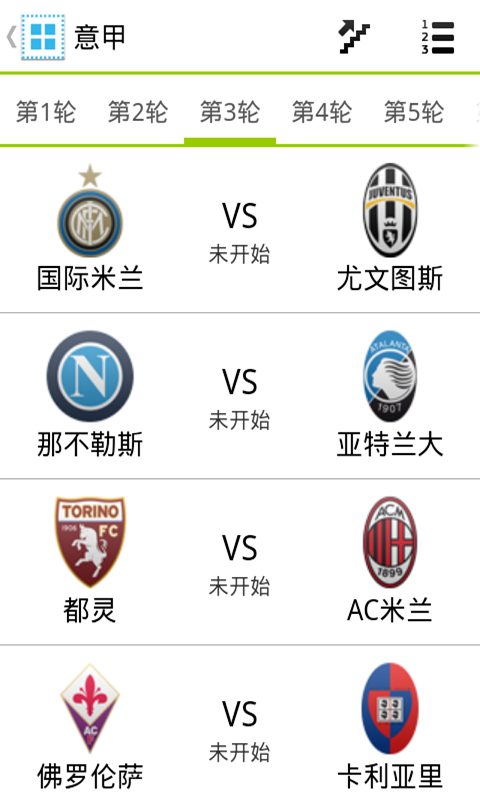 意甲
1
2
3
第1轮 第2轮 第3轮 第4轮 第5轮
VS
JUVENTUS
未开始
国际米兰 尤文图斯
N
VS
ATALANTA
1907
未开始
那不勒斯 亚特兰大
TORINO
1906 FC
VS
ACM
1899
未开始
都灵 AC米兰
AC
VS
未开始
佛罗伦萨 卡利亚里